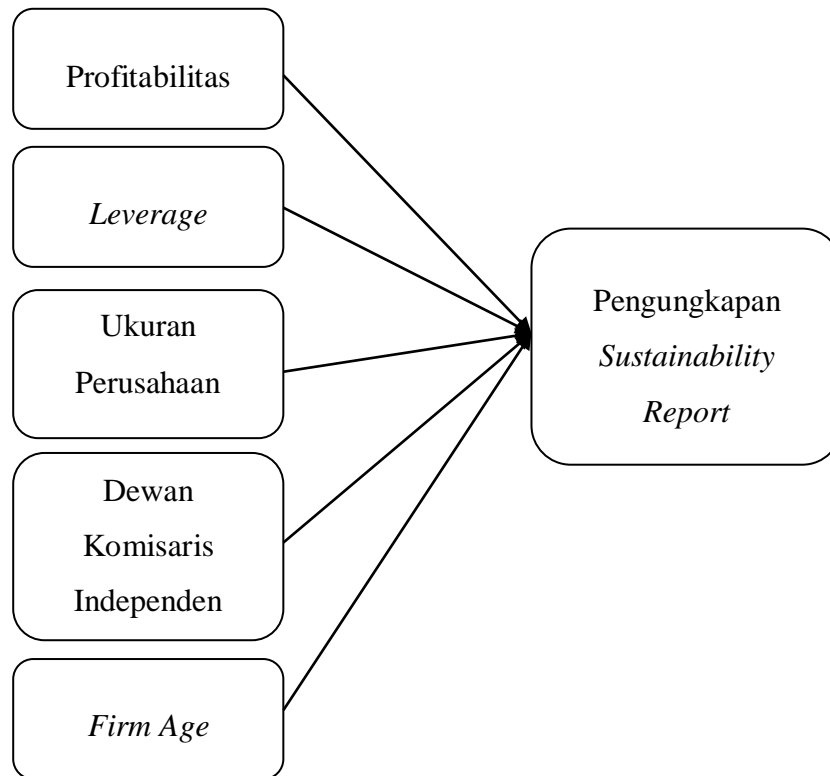 Profitabilitas
Leverage
Ukuran
Perusahaan
Dewan
Komisaris
Independen
Firm Age
Pengungkapan
Sustainability
Report